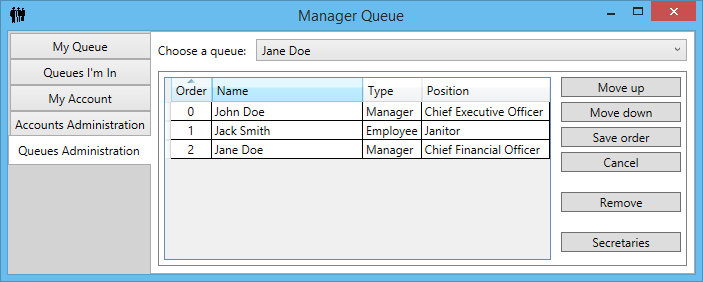 Manager Queue
My Queue
Queues I'm In
My Account
Accounts Administration
Queues Administration
Choose a queue: Jane Doe
Order Name Type Position
0 John Doe Manager Chief Executive Officer
1 Jack Smith Employee Janitor
2 Jane Doe Manager Chief Financial Officer
Move up
Move down
Save order
Cancel
Remove
Secretaries